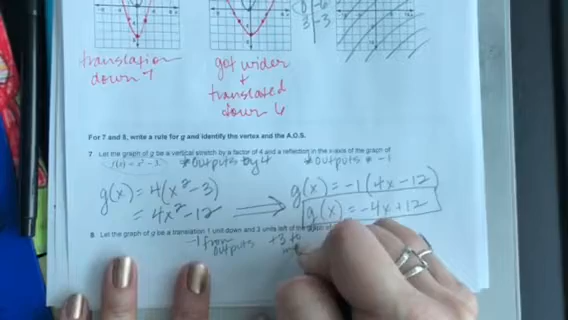 translation
down 7
got wider
+
translated
down 6
0 -6
3 -3
For 7 and 8, write a rule for g and identify the vertex and the A.O.S.
7 Let the graph of g be a vertical stretch by a factor of 4 and a reflection in the x-axis of the graph of
*outputs by 4 *outputs * -1
g(x) = 4(x² - 3)
= 4x² - 12
g(x) = -1(4x - 12)
g(x) = -4x + 12
8 Let the graph of g be a translation 1 unit down and 3 units left of the graph of
-1 from
outputs
+3 to